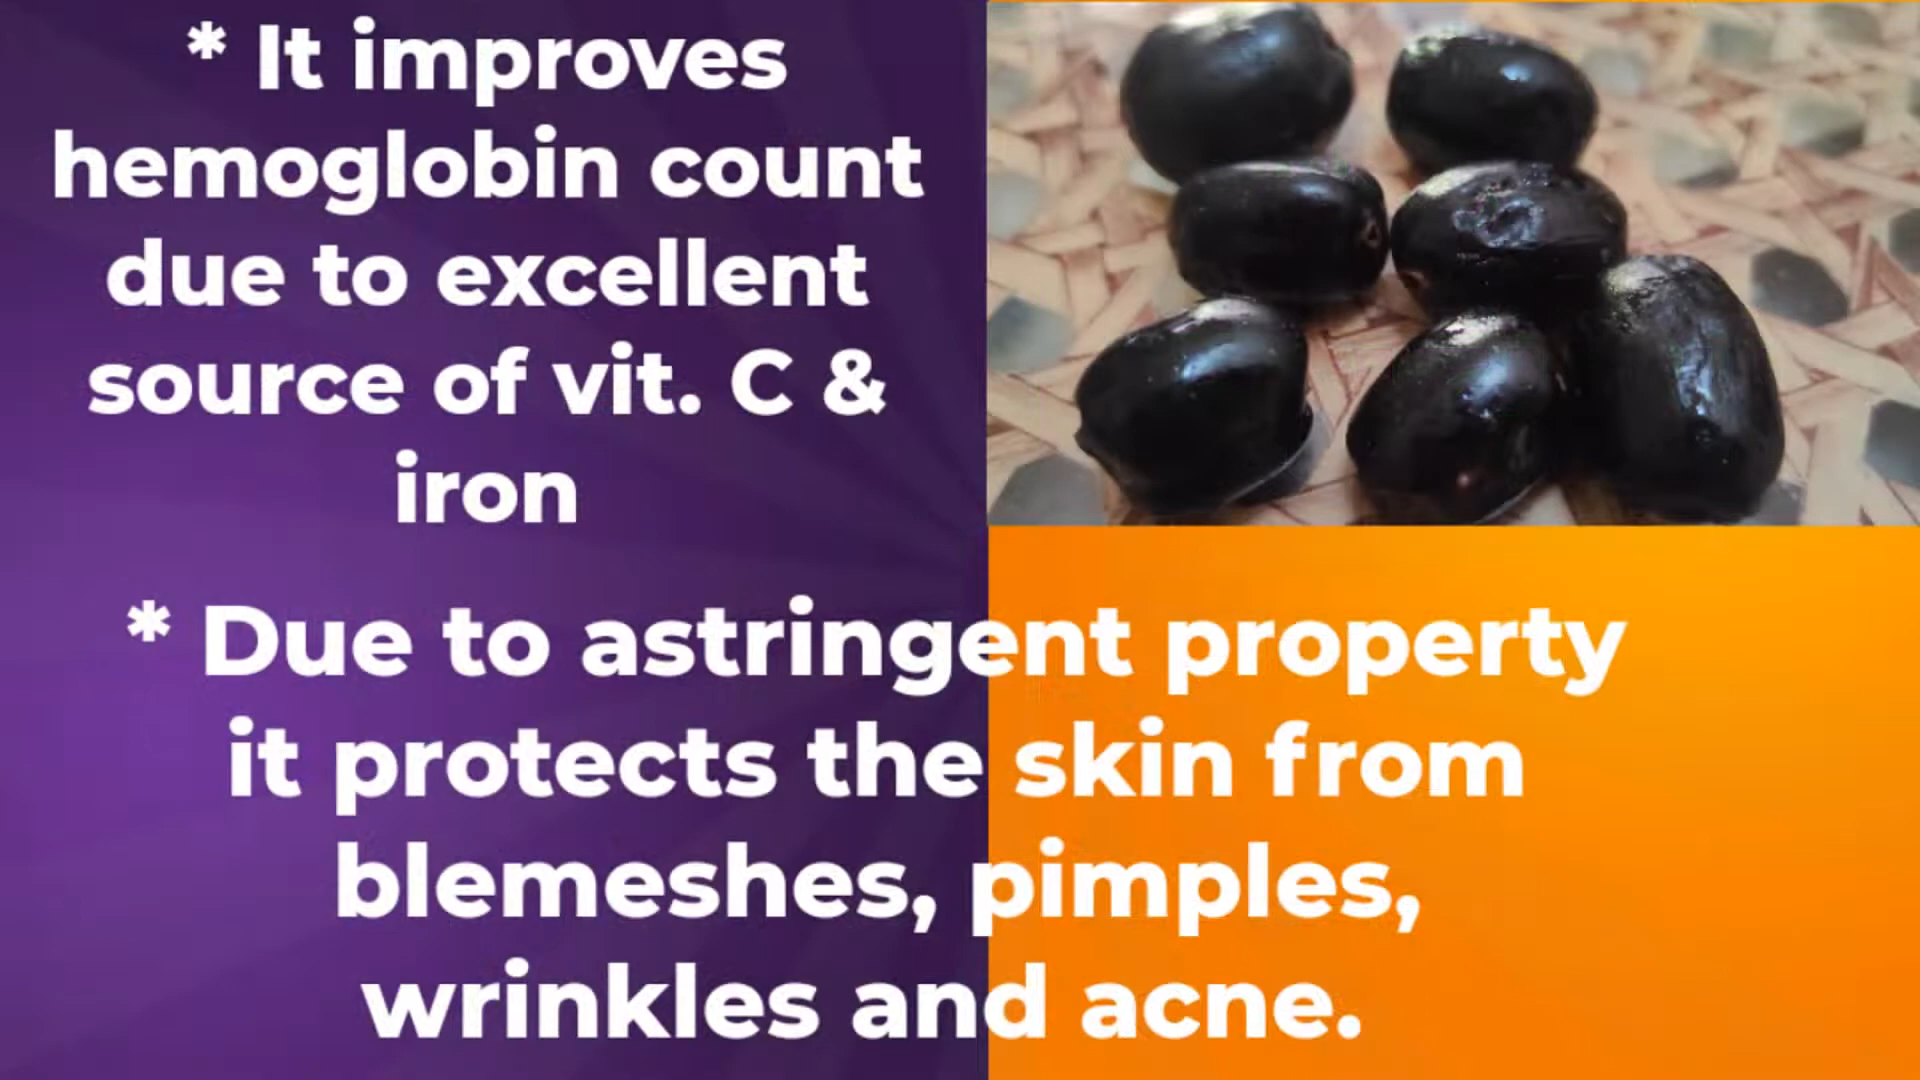 * It improves
hemoglobin count
due to excellent
source of vit. C &
iron
* Due to astringent property
it protects the skin from
blemeshes, pimples,
wrinkles and acne.